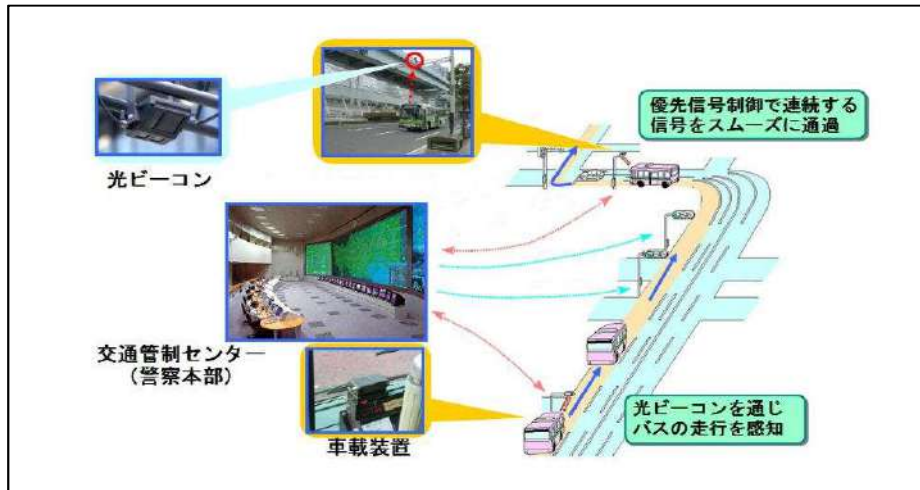 優先信号制御で連続する
信号をスムーズに通過
光ビーコン
交通管制センター
（警察本部）
車載装置
光ビーコンを通じ
バスの走行を感知